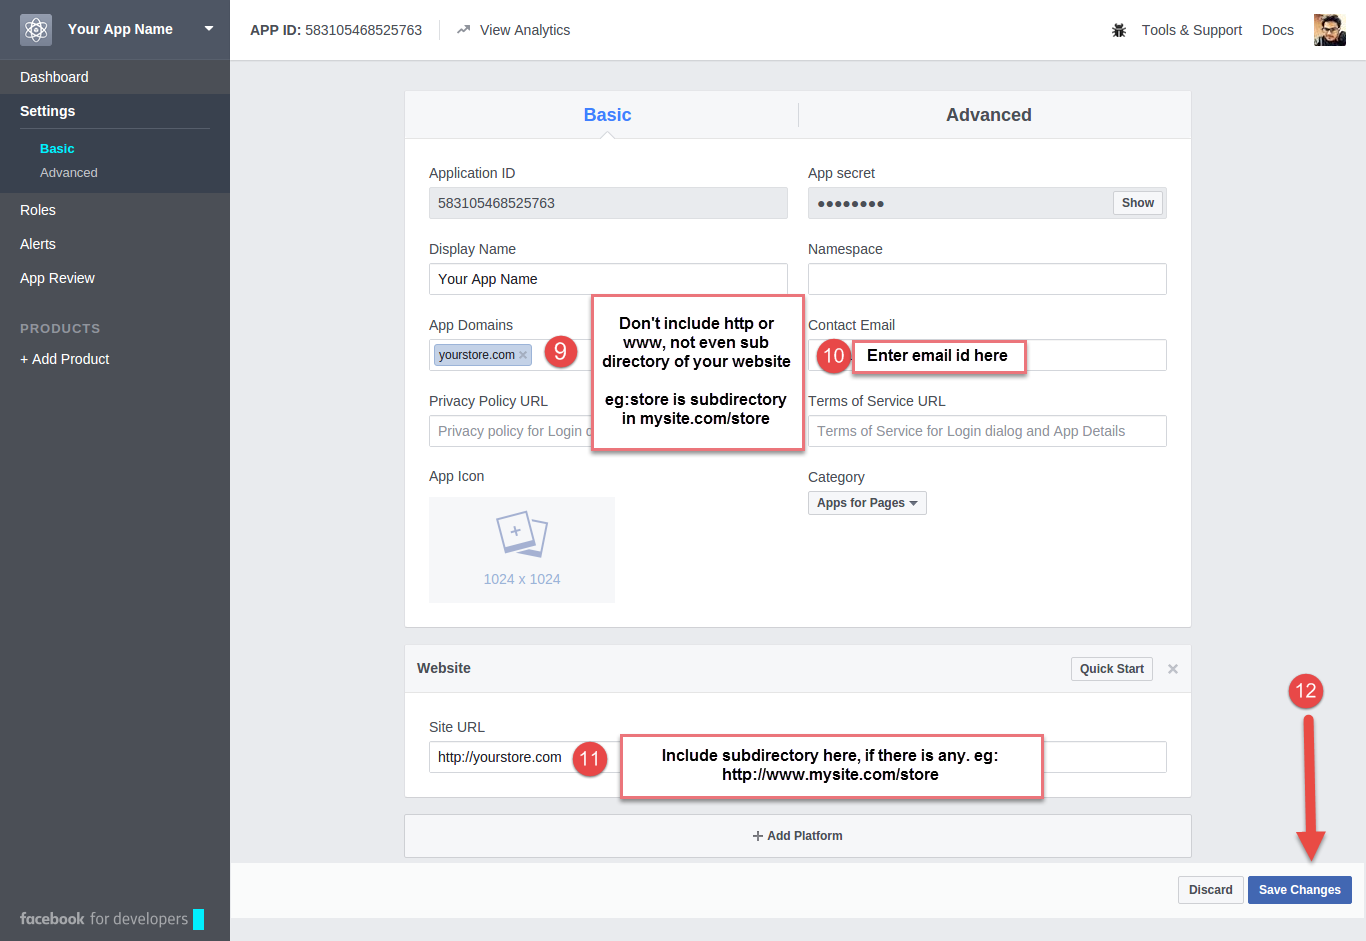 Your App Name
APP ID: 583105468525763
View Analytics
Tools & Support
Docs
Dashboard
Settings
Basic
Advanced
Roles
Alerts
App Review
PRODUCTS
+ Add Product
facebook for developers
Basic
Advanced
Application ID
583105468525763
App secret
●●●●●●●●
Show
Display Name
Your App Name
Namespace
App Domains
yourstore.com ×
9
Don't include http or
www, not even sub
directory of your website
eg:store is subdirectory
in mysite.com/store
Contact Email
10
Enter email id here
Privacy Policy URL
Privacy policy for Login
Terms of Service URL
Terms of Service for Login dialog and App Details
App Icon
1024 x 1024
Category
Apps for Pages
Website
Quick Start
×
Site URL
http://yourstore.com
11
Include subdirectory here, if there is any. eg:
http://www.mysite.com/store
12
+ Add Platform
Discard
Save Changes